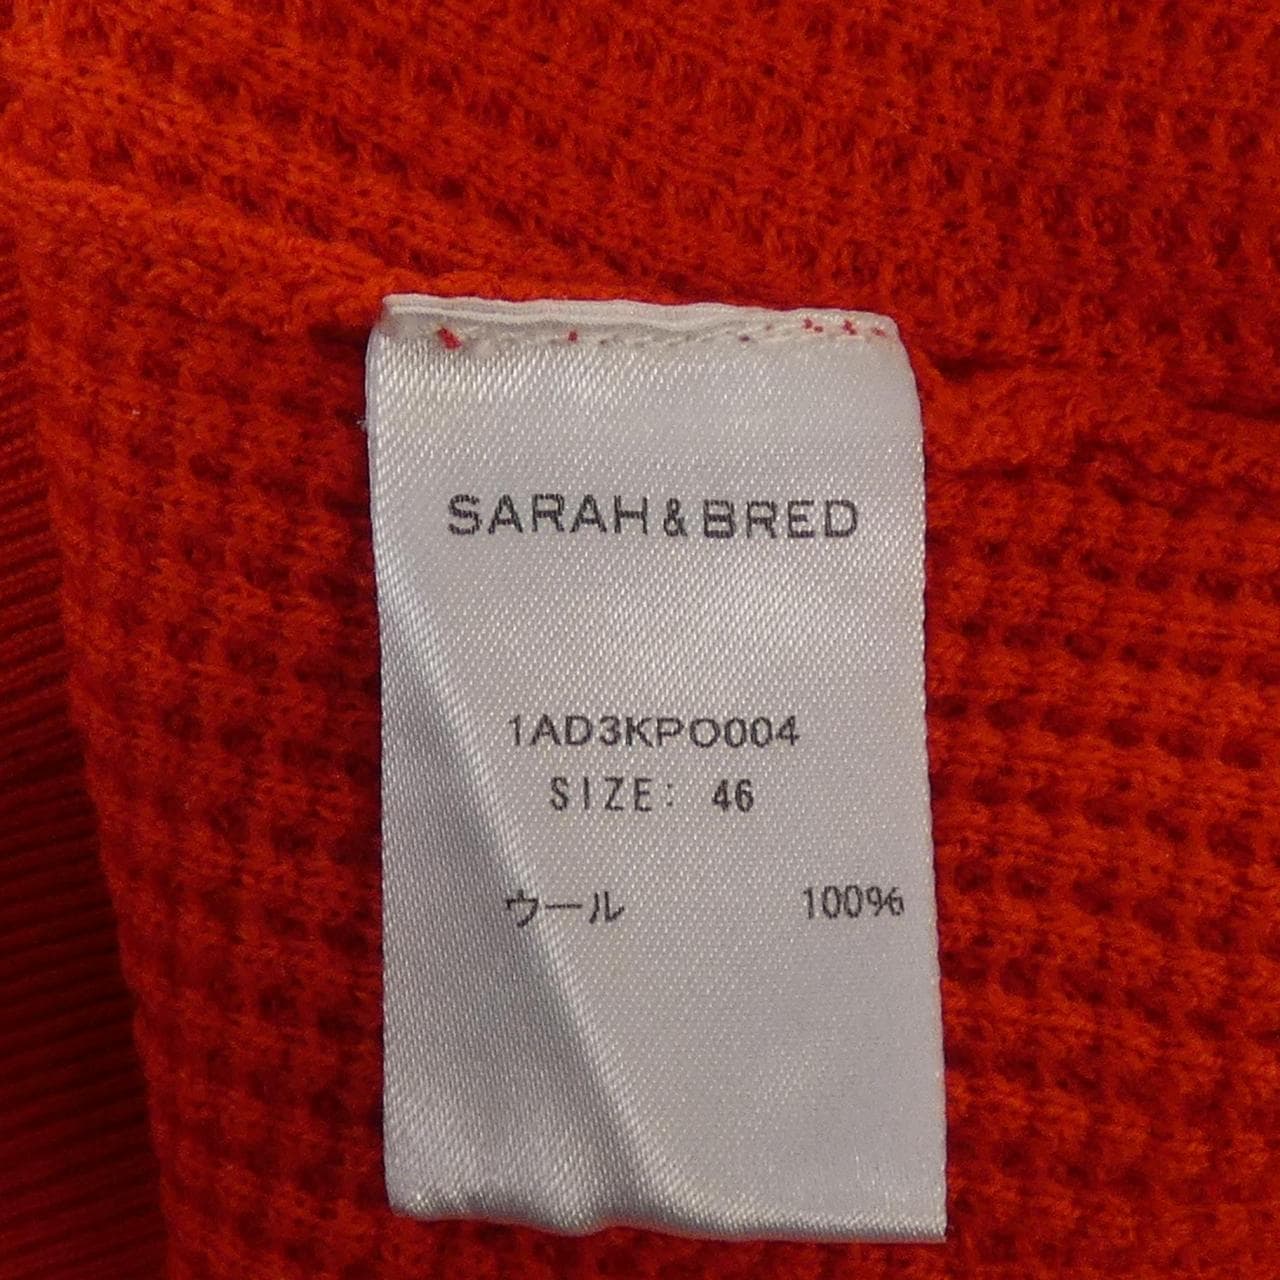 SARAH&BRED
1AD3KPO004
SIZE: 46
ウール 100%